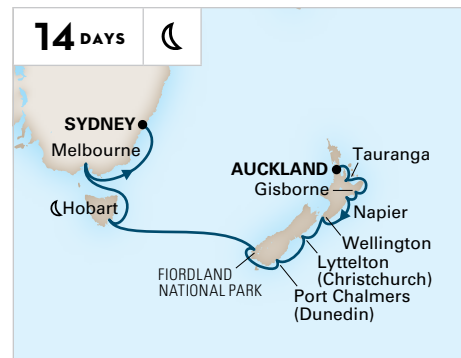 14 DAYS
SYDNEY
Melbourne
Hobart
AUCKLAND
Tauranga
Gisborne
Napier
Wellington
Lyttelton
(Christchurch)
Port Chalmers
(Dunedin)
FIORDLAND
NATIONAL PARK